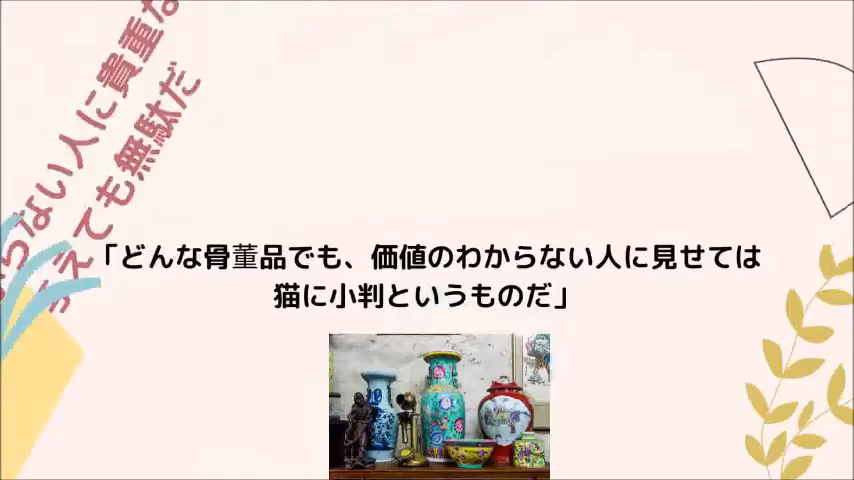 らない人に貴重な
えても無駄だ
「どんな骨董品でも、価値のわからない人に見せては
猫に小判というものだ」